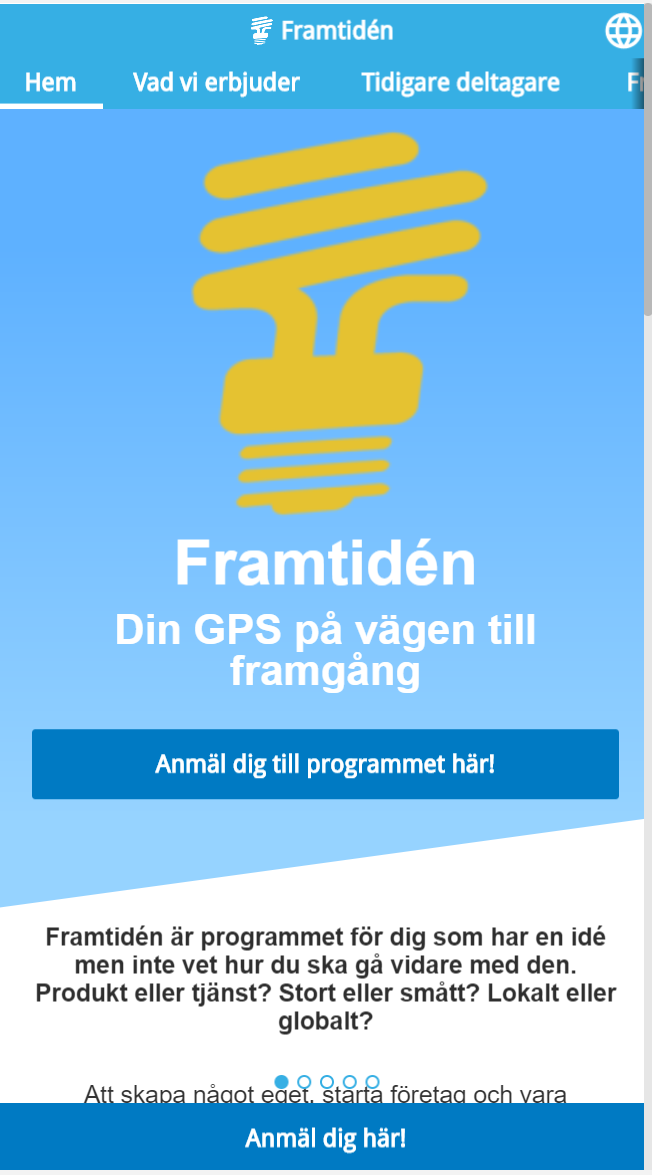 Framtidén
Hem Vad vi erbjuder Tidigare deltagare
Framtidén
Din GPS på vägen till
framgång
Anmäl dig till programmet här!
Framtidén är programmet för dig som har en idé
men inte vet hur du ska gå vidare med den.
Produkt eller tjänst? Stort eller smått? Lokalt eller
globalt?
Att skapa något eget, starta företag och vara
Anmäl dig här!